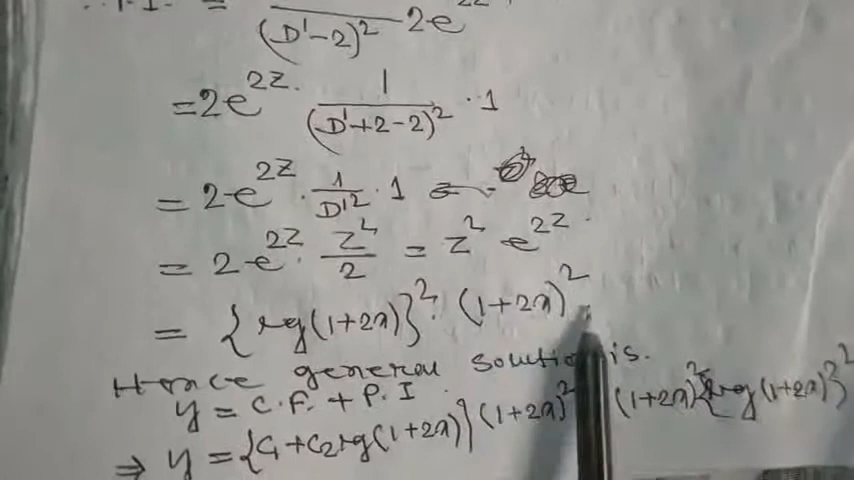 ∴ P.I. = 1/(D'-2)² 2e^{2z}
= 2e^{2z} · 1/(D'+2-2)² · 1
= 2e^{2z} · 1/D'² · 1
= 2e^{2z} · z²/2 = z² e^{2z}
= {log(1+2x)}² · (1+2x)²
Hence general solution is.
y = C.F. + P.I.
⇒ y = {C₁+C₂log(1+2x)}(1+2x)² (1+2x)²{log(1+2x)}²